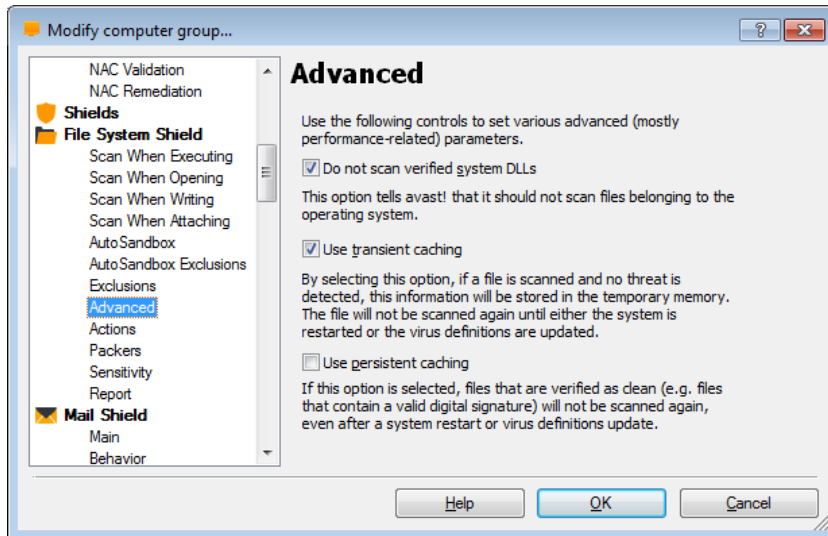 Modify computer group...
NAC Validation
NAC Remediation
Shields
File System Shield
Scan When Executing
Scan When Opening
Scan When Writing
Scan When Attaching
AutoSandbox
AutoSandbox Exclusions
Exclusions
Advanced
Actions
Packers
Sensitivity
Report
Mail Shield
Main
Behavior
Advanced
Use the following controls to set various advanced (mostly
performance-related) parameters.
Do not scan verified system DLLs
This option tells avast! that it should not scan files belonging to the
operating system.
Use transient caching
By selecting this option, if a file is scanned and no threat is
detected, this information will be stored in the temporary memory.
The file will not be scanned again until either the system is
restarted or the virus definitions are updated.
Use persistent caching
If this option is selected, files that are verified as clean (e.g. files
that contain a valid digital signature) will not be scanned again,
even after a system restart or virus definitions update.
Help
OK
Cancel